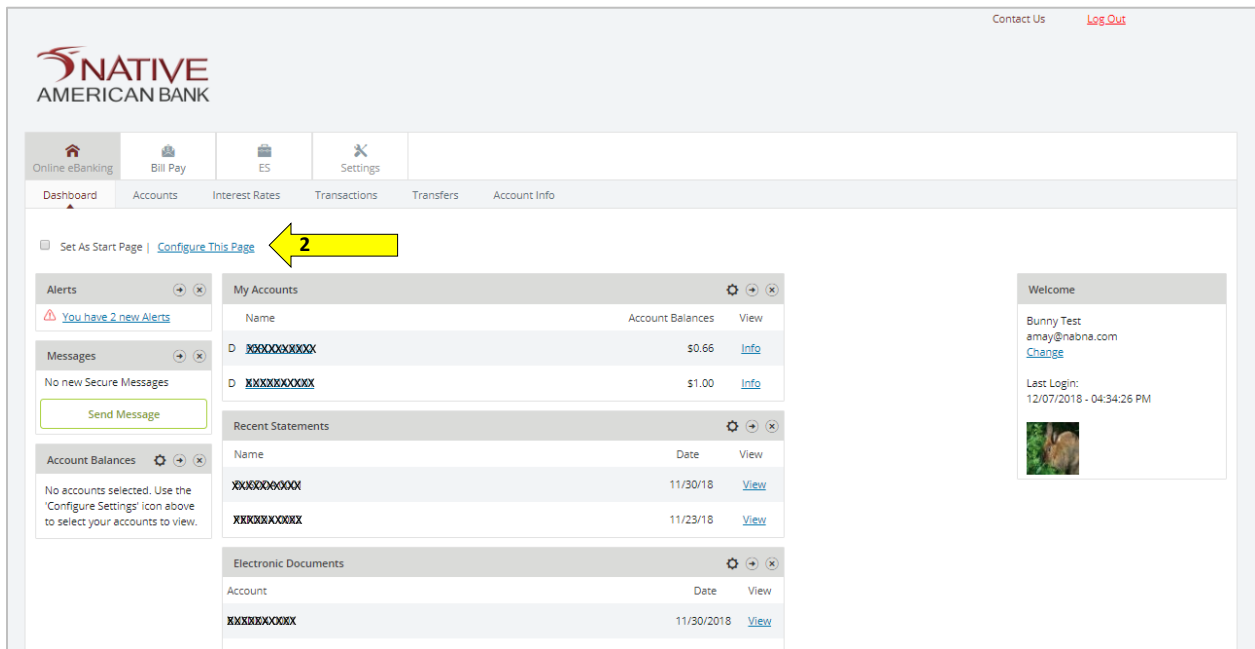 Contact Us Log Out
NATIVE
AMERICAN BANK
Online eBanking Bill Pay ES Settings
Dashboard Accounts Interest Rates Transactions Transfers Account Info
Set As Start Page | Configure This Page 2
Alerts
You have 2 new Alerts
Messages
No new Secure Messages
Send Message
Account Balances
No accounts selected. Use the
'Configure Settings' icon above
to select your accounts to view.
My Accounts
Name Account Balances View
D $0.66 Info
D XXXXXXXXXX $1.00 Info
Recent Statements
Name Date View
11/30/18 View
11/23/18 View
Electronic Documents
Account Date View
11/30/2018 View
Welcome
Bunny Test
amay@nabna.com
Change
Last Login:
12/07/2018 - 04:34:26 PM